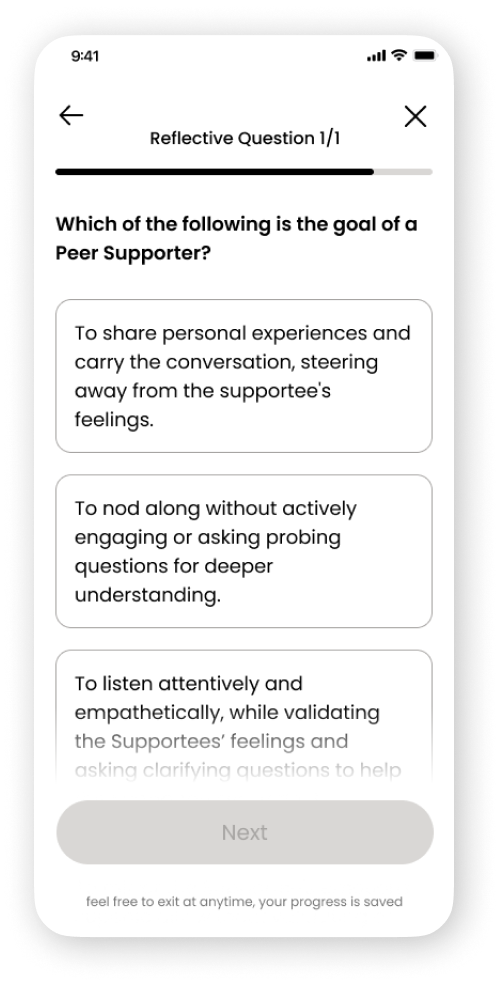 9:41
Reflective Question 1/1
Which of the following is the goal of a
Peer Supporter?
To share personal experiences and
carry the conversation, steering
away from the supportee's
feelings.
To nod along without actively
engaging or asking probing
questions for deeper
understanding.
To listen attentively and
empathetically, while validating
the Supportees’ feelings and
asking clarifying questions to help
Next
feel free to exit at anytime, your progress is saved